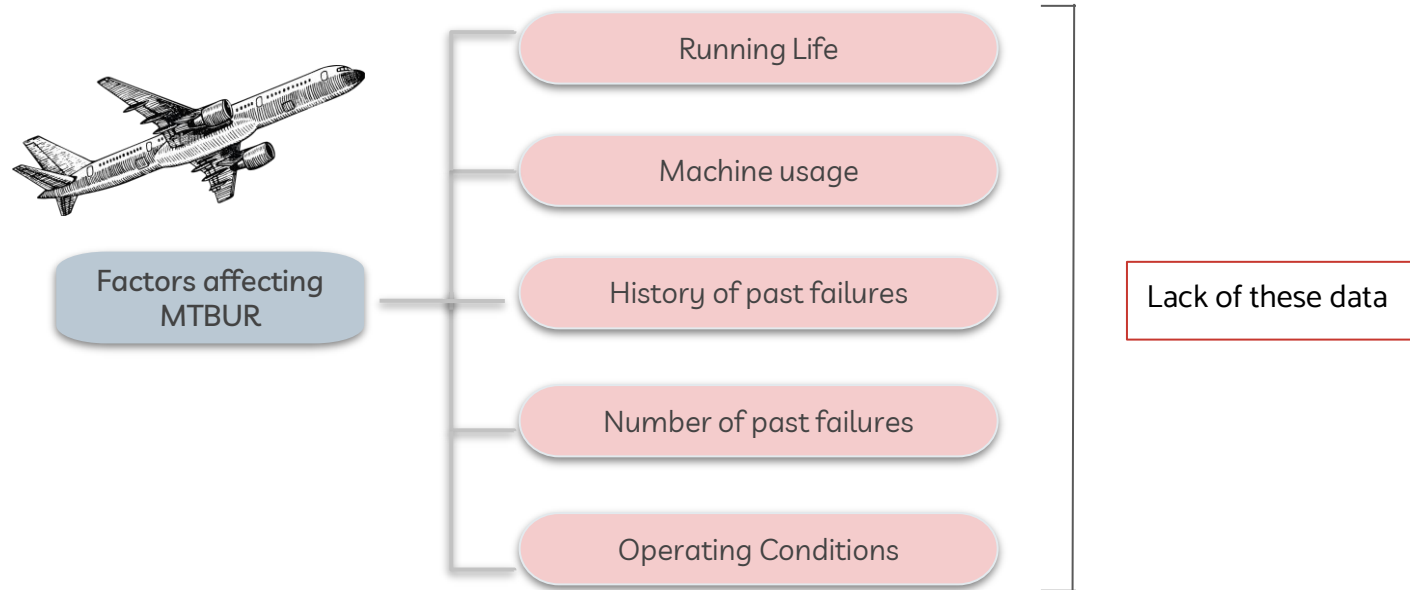 Running Life
Machine usage
Factors affecting
MTBUR
History of past failures
Lack of these data
Number of past failures
Operating Conditions